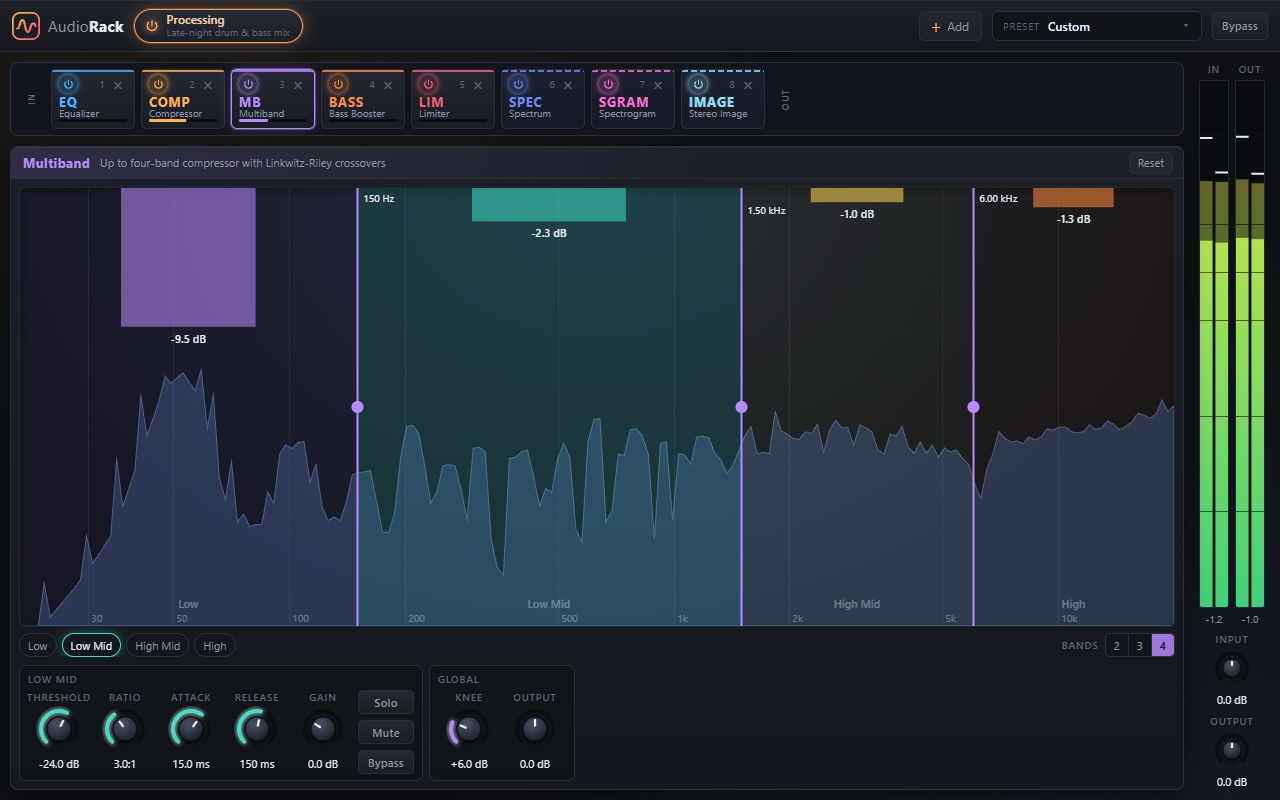 AudioRack
Processing
Late-night drum & bass mix
+ Add
PRESET Custom
Bypass
IN
1
EQ
Equalizer
2
COMP
Compressor
3
MB
Multiband
4
BASS
Bass Booster
5
LIM
Limiter
6
SPEC
Spectrum
7
SGRAM
Spectrogram
8
IMAGE
Stereo Image
OUT
IN OUT
Multiband Up to four-band compressor with Linkwitz-Riley crossovers
Reset
150 Hz
1.50 kHz
6.00 kHz
-9.5 dB
-2.3 dB
-1.0 dB
-1.3 dB
Low
Low Mid
High Mid
High
30 50 100 200 500 1k 2k 5k 10k
Low Low Mid High Mid High
BANDS 2 3 4
LOW MID
THRESHOLD RATIO ATTACK RELEASE GAIN
-24.0 dB 3.0:1 15.0 ms 150 ms 0.0 dB
Solo
Mute
Bypass
GLOBAL
KNEE OUTPUT
+6.0 dB 0.0 dB
-1.2 -1.0
INPUT
0.0 dB
OUTPUT
0.0 dB